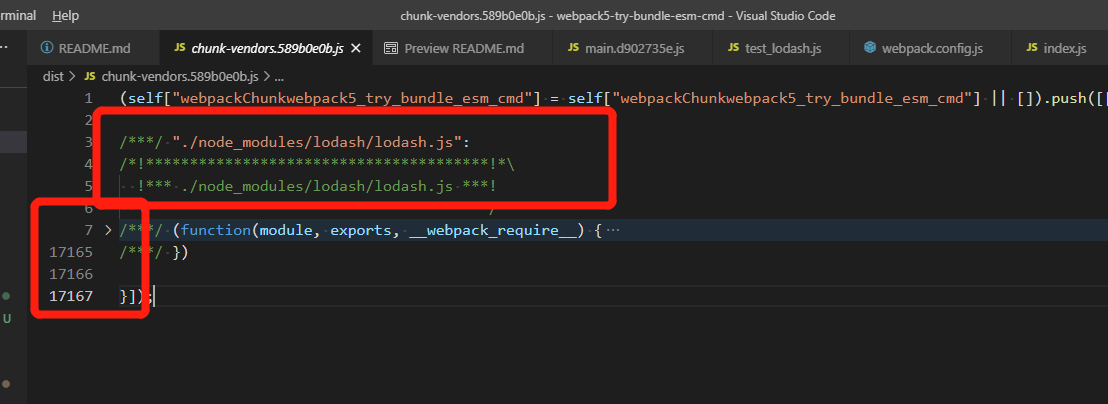 rminal Help
chunk-vendors.589b0e0b.js - webpack5-try-bundle-esm-cmd - Visual Studio Code
README.md
JS chunk-vendors.589b0e0b.js
Preview README.md
JS main.d902735e.js
JS test_lodash.js
webpack.config.js
JS index.js
dist > JS chunk-vendors.589b0e0b.js > ...
1 (self["webpackChunkwebpack5_try_bundle_esm_cmd"] = self["webpackChunkwebpack5_try_bundle_esm_cmd"] || []).push([[
2
3 /***/ "./node_modules/lodash/lodash.js":
4 /*!***************************************!*\
5   !*** ./node_modules/lodash/lodash.js ***!
6 /
7 /***/ (function(module, exports, __webpack_require__) { ...
17165 /***/ })
17166
17167 }]);
U